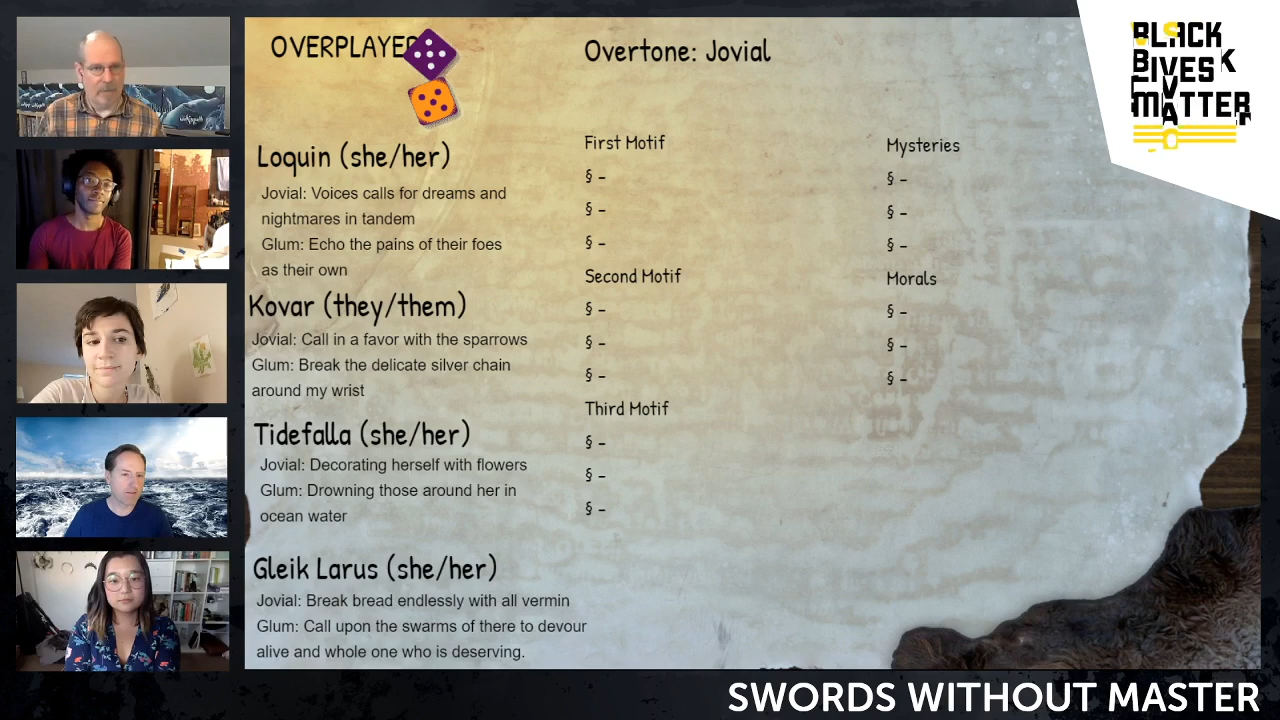 OVERPLAYER
Overtone: Jovial
BLACK
LIVES
MATTER
Loquin (she/her)
Jovial: Voices calls for dreams and
nightmares in tandem
Glum: Echo the pains of their foes
as their own
Kovar (they/them)
Jovial: Call in a favor with the sparrows
Glum: Break the delicate silver chain
around my wrist
Tidefalla (she/her)
Jovial: Decorating herself with flowers
Glum: Drowning those around her in
ocean water
Gleik Larus (she/her)
Jovial: Break bread endlessly with all vermin
Glum: Call upon the swarms of there to devour
alive and whole one who is deserving.
First Motif
§ –
§ –
§ –
Second Motif
§ –
§ –
§ –
Third Motif
§ –
§ –
§ –
Mysteries
§ –
§ –
§ –
Morals
§ –
§ –
§ –
SWORDS WITHOUT MASTER